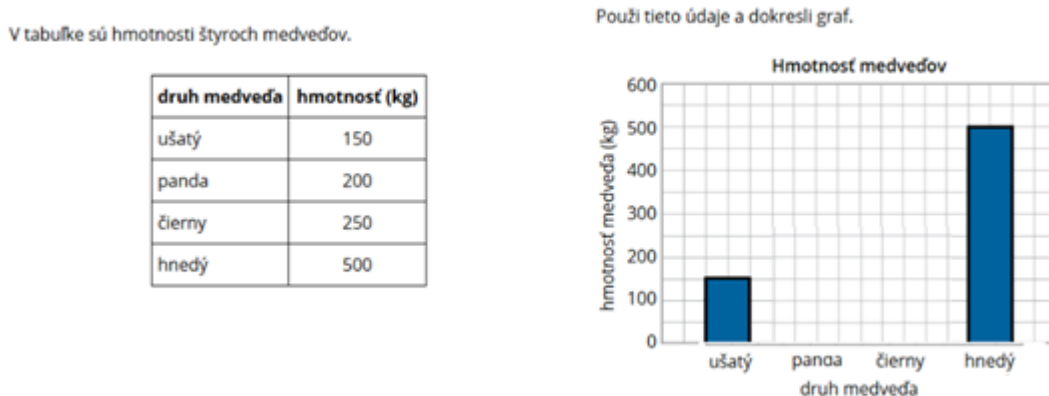 V tabuľke sú hmotnosti štyroch medveďov.
druh medveďa hmotnosť (kg)
ušatý 150
panda 200
čierny 250
hnedý 500
Použi tieto údaje a dokresli graf.
Hmotnosť medveďov
hmotnosť medveďa (kg)
600
500
400
300
200
100
0
ušatý panda čierny hnedý
druh medveďa